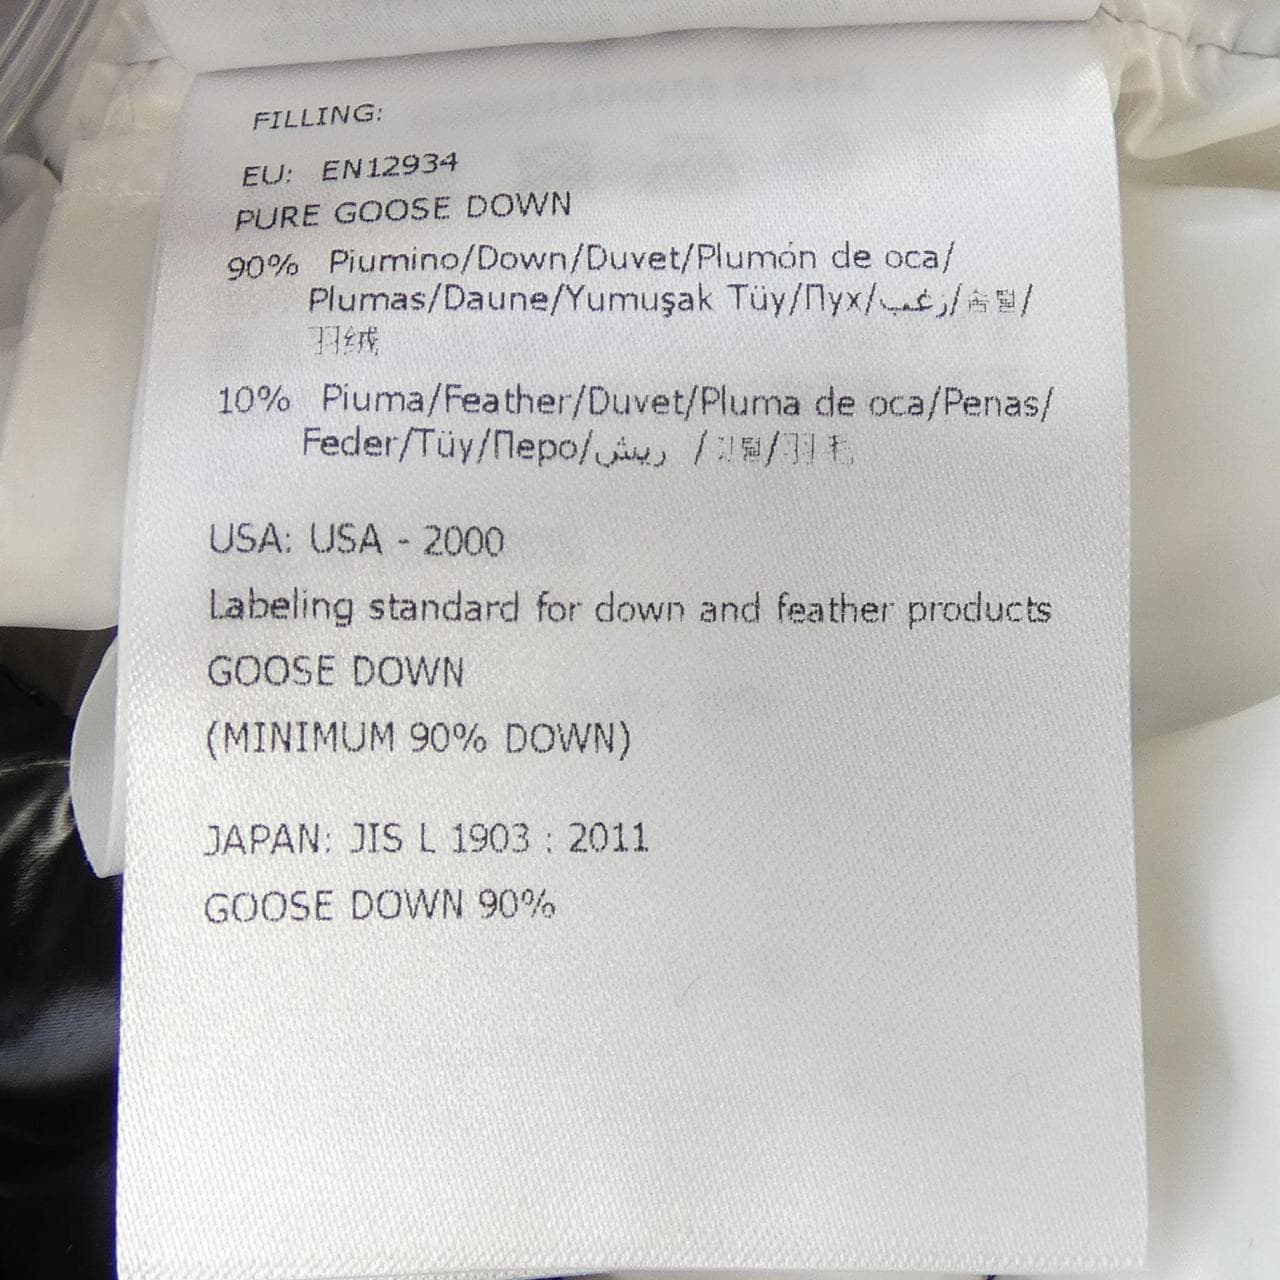 FILLING:
EU: EN12934
PURE GOOSE DOWN
90% Piumino/Down/Duvet/Plumón de oca/
Plumas/Daune/Yumuşak Tüy/Пух/زغب/솜털/
羽绒
10% Piuma/Feather/Duvet/Pluma de oca/Penas/
Feder/Tüy/Перо/ريش /깃털/羽毛
USA: USA - 2000
Labeling standard for down and feather products
GOOSE DOWN
(MINIMUM 90% DOWN)
JAPAN: JIS L 1903 : 2011
GOOSE DOWN 90%